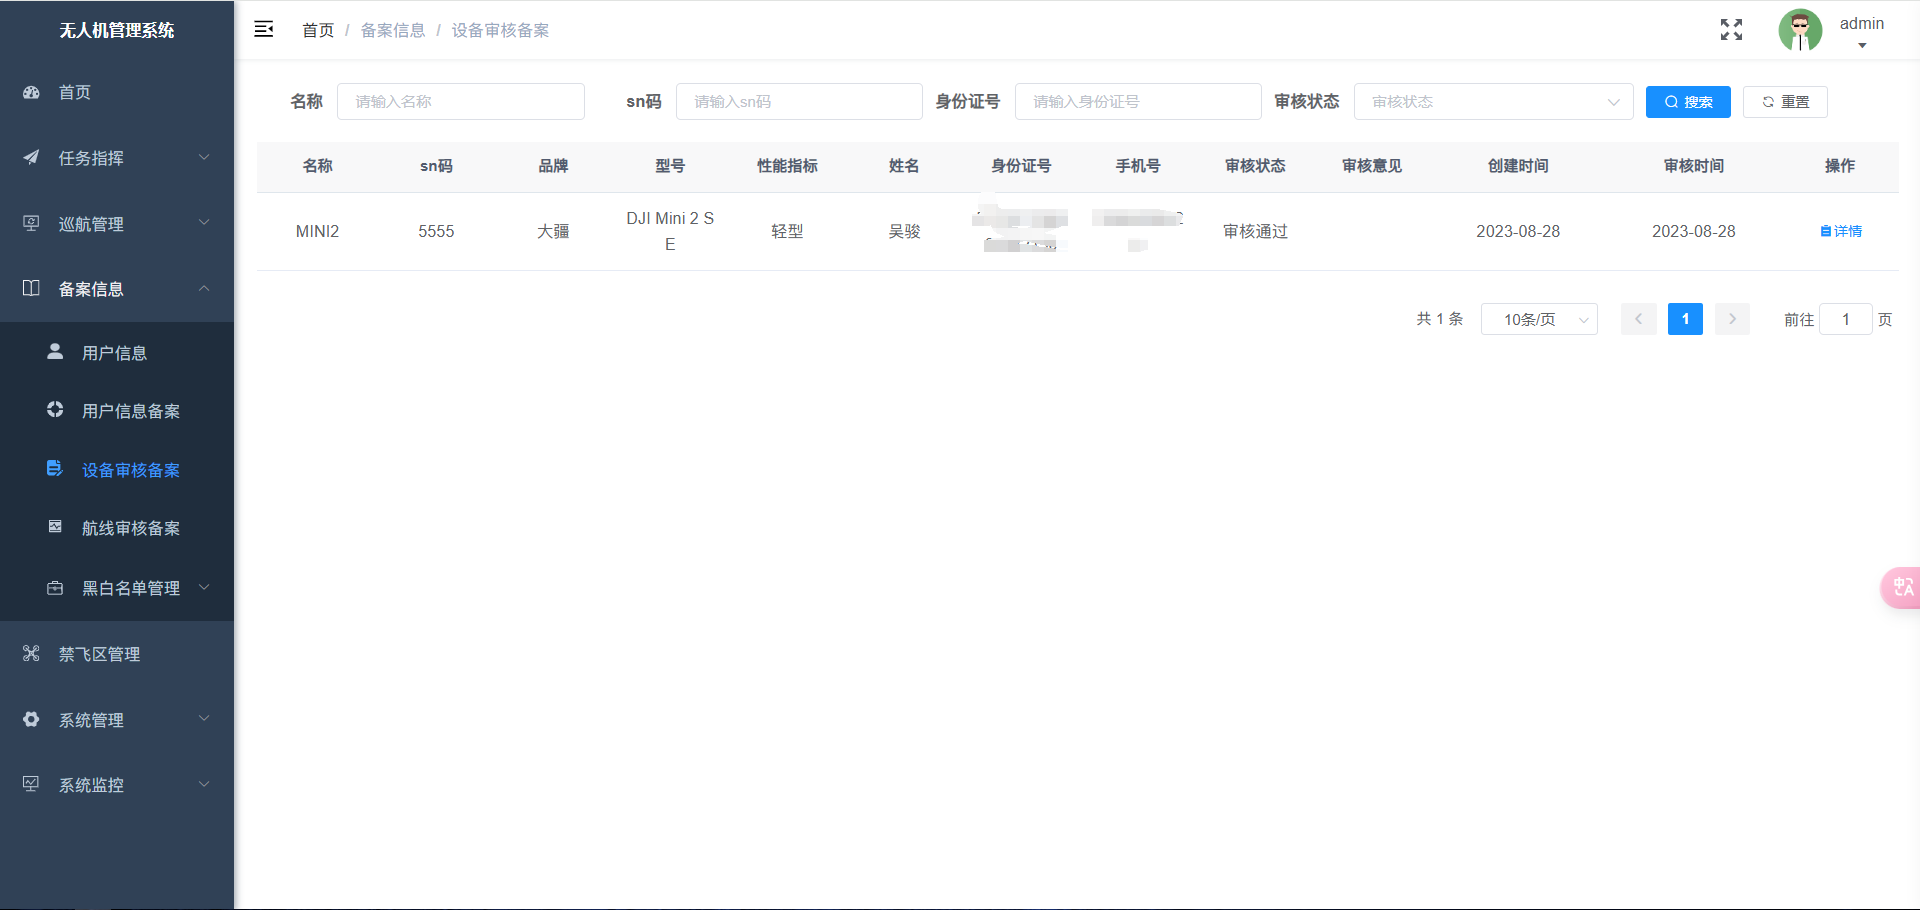 无人机管理系统
首页
任务指挥
巡航管理
备案信息
用户信息
用户信息备案
设备审核备案
航线审核备案
黑白名单管理
禁飞区管理
系统管理
系统监控
首页 / 备案信息 / 设备审核备案
admin
名称 请输入名称 sn码 请输入sn码 身份证号 请输入身份证号 审核状态 审核状态 搜索 重置
名称 sn码 品牌 型号 性能指标 姓名 身份证号 手机号 审核状态 审核意见 创建时间 审核时间 操作
MINI2 5555 大疆 DJI Mini 2 S 轻型 吴骏 审核通过 2023-08-28 2023-08-28 详情
E
共 1 条 10条/页 1 前往 1 页